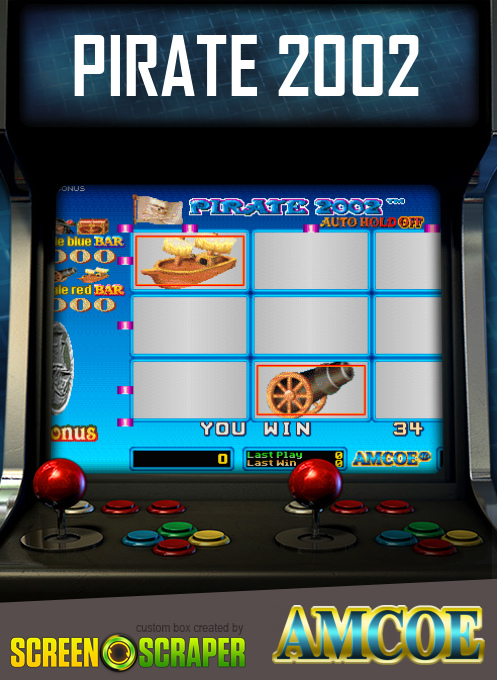 PIRATE 2002
BONUS
PIRATE 2002 ™
AUTO HOLD OFF
le blue BAR
000
le red BAR
000
onus
YOU WIN 34
0
Last Play 0
Last Win 0
AMCOE
custom box created by
SCREEN SCRAPER
AMCOE